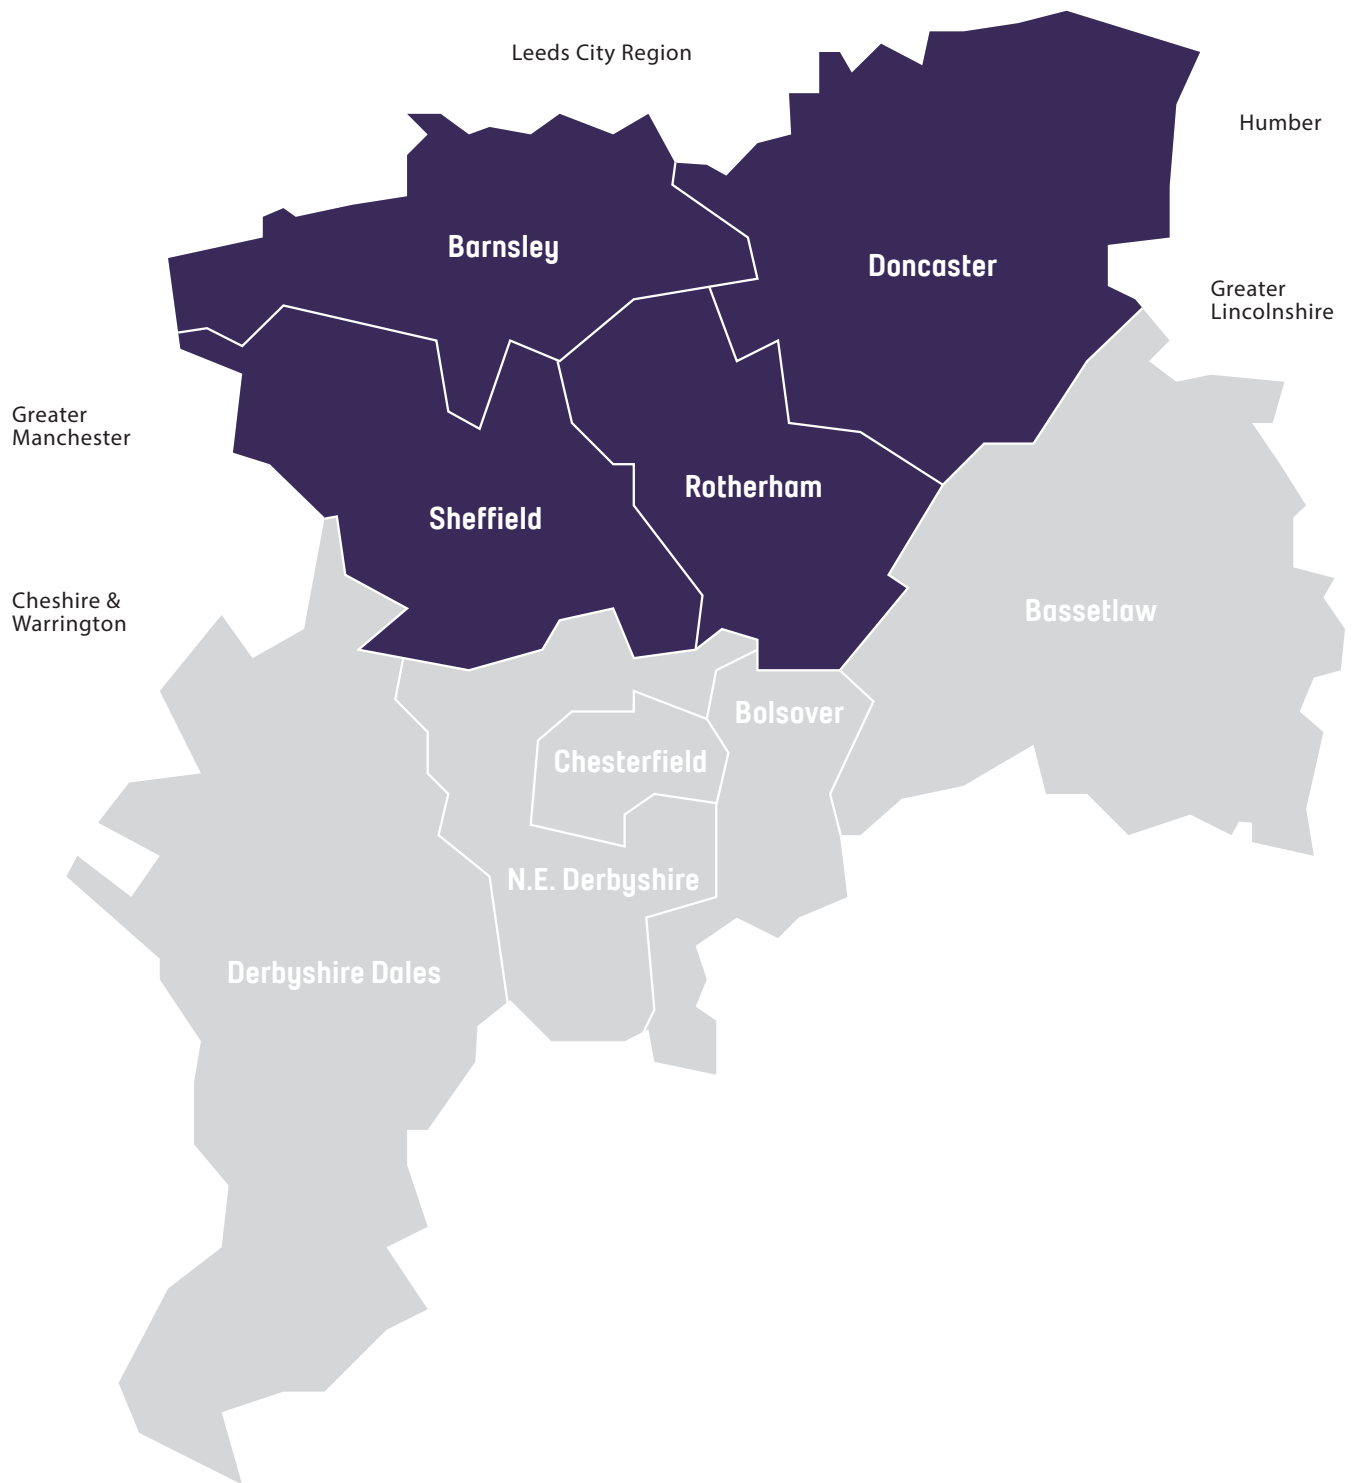 Leeds City Region
Humber
Barnsley
Doncaster
Greater
Lincolnshire
Greater
Manchester
Rotherham
Sheffield
Cheshire &
Warrington
Bassetlaw
Bolsover
Chesterfield
N.E. Derbyshire
Derbyshire Dales